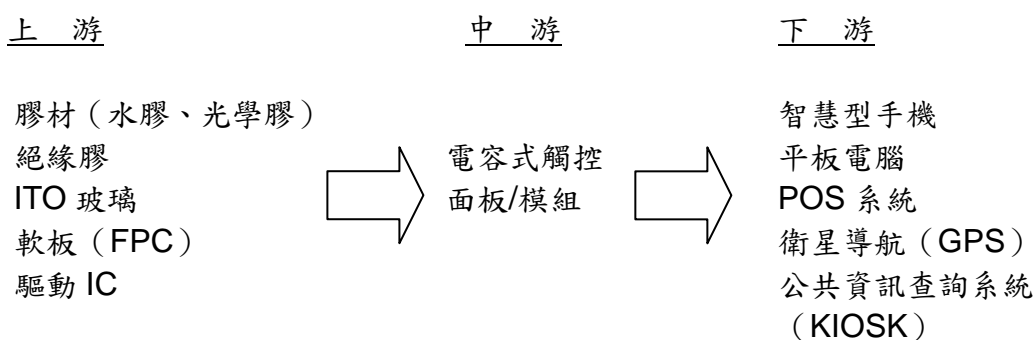 上 游
膠材（水膠、光學膠）
絕緣膠
ITO 玻璃
軟板（FPC）
驅動 IC
中 游
電容式觸控
面板/模組
下 游
智慧型手機
平板電腦
POS 系統
衛星導航（GPS）
公共資訊查詢系統
（KIOSK）